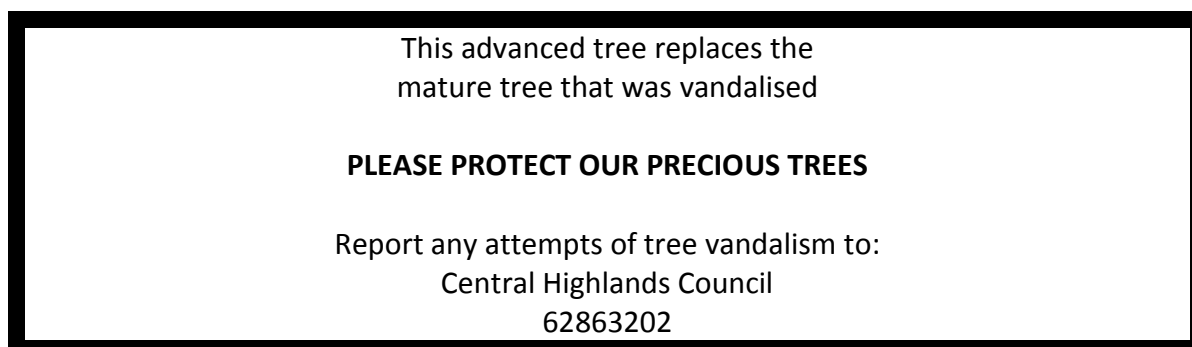 This advanced tree replaces the
mature tree that was vandalised
PLEASE PROTECT OUR PRECIOUS TREES
Report any attempts of tree vandalism to:
Central Highlands Council
62863202